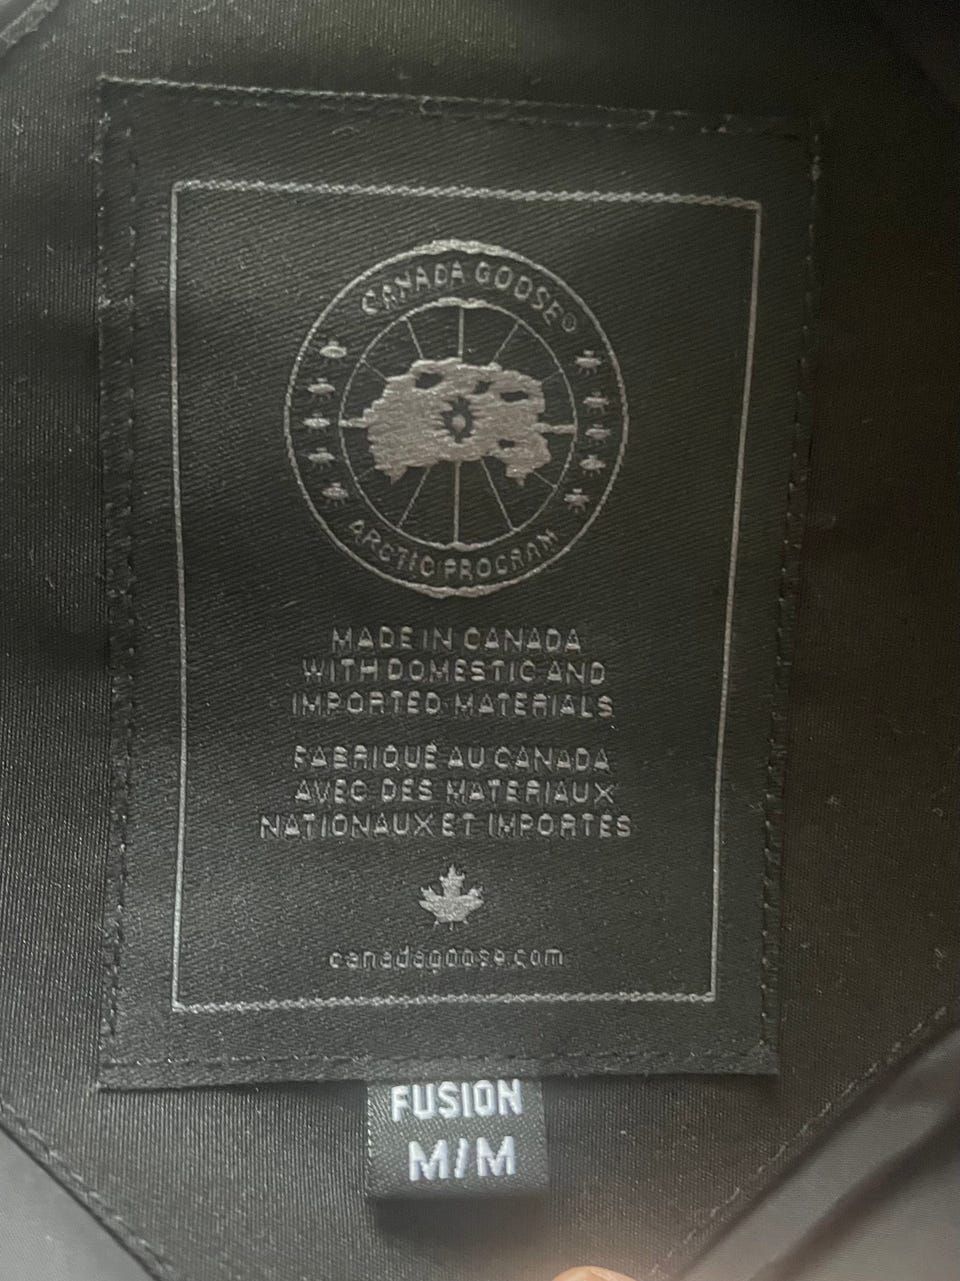 CANADA GOOSE®
ARCTIC PROGRAM
MADE IN CANADA
WITH DOMESTIC AND
IMPORTED MATERIALS
FABRIQUÉ AU CANADA
AVEC DES MATERIAUX
NATIONAUX ET IMPORTÉS
canadagoose.com
FUSION
M/M